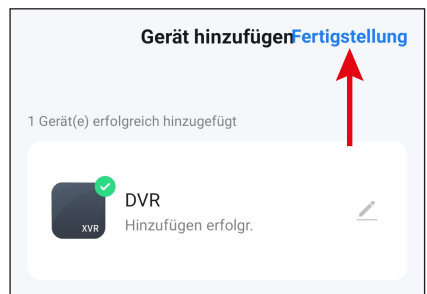 Gerät hinzufügen Fertigstellung
1 Gerät(e) erfolgreich hinzugefügt
DVR
XVR
Hinzufügen erfolgr.